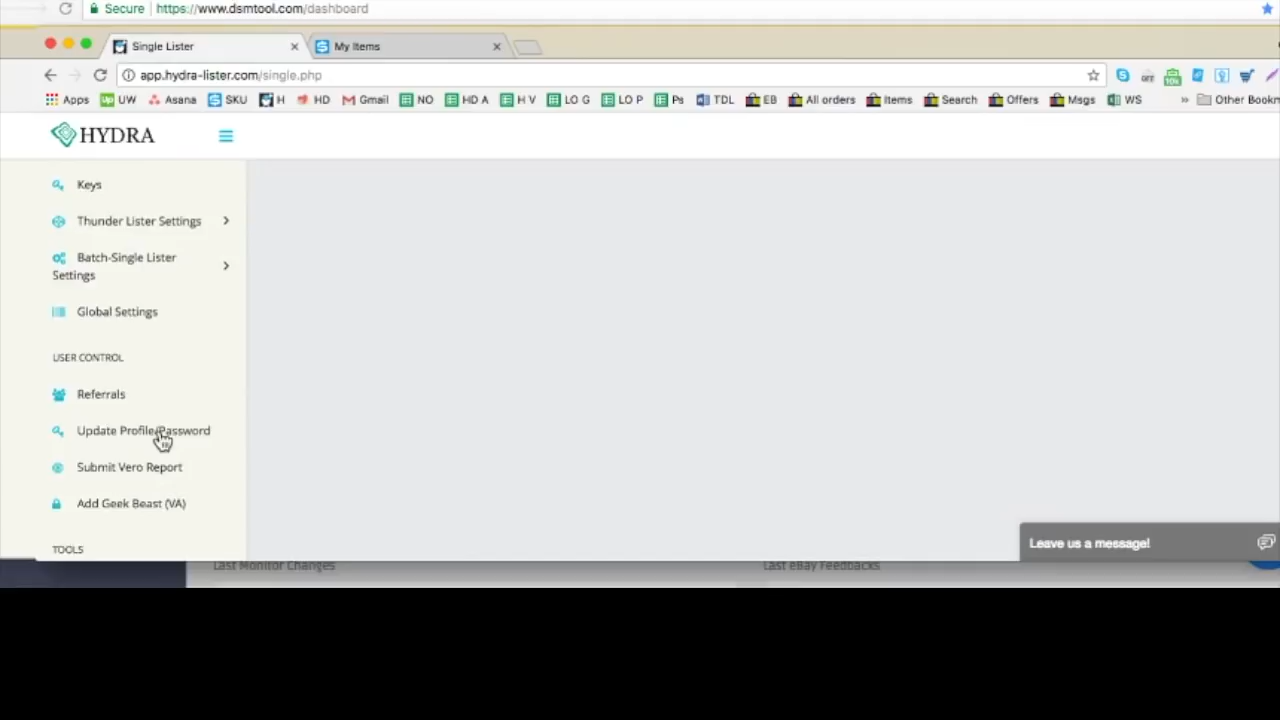 Secure https://www.dsmtool.com/dashboard
Single Lister
My Items
app.hydra-lister.com/single.php
Apps UW Asana SKU H HD Gmail NO HD A H V LO G LO P Ps TDL EB All orders Items Search Offers Msgs WS » Other Bookn
HYDRA
Keys
Thunder Lister Settings
Batch-Single Lister
Settings
Global Settings
USER CONTROL
Referrals
Update Profile/Password
Submit Vero Report
Add Geek Beast (VA)
TOOLS
Leave us a message!
Last Monitor Changes
Last eBay Feedbacks